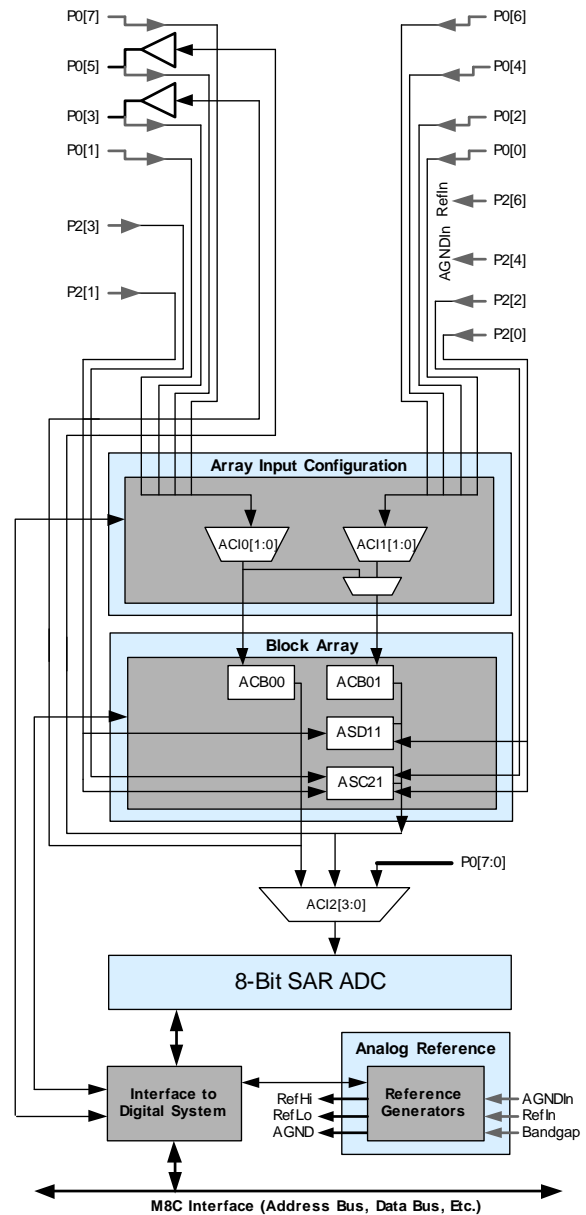 P0[7]
P0[6]
P0[5]
P0[4]
P0[3]
P0[2]
P0[1]
P0[0]
RefIn
P2[6]
P2[3]
AGNDIn
P2[4]
P2[1]
P2[2]
P2[0]
Array Input Configuration
ACI0[1:0]
ACI1[1:0]
Block Array
ACB00
ACB01
ASD11
ASC21
P0[7:0]
ACI2[3:0]
8-Bit SAR ADC
Analog Reference
Interface to
Digital System
RefHi
RefLo
AGND
Reference
Generators
AGNDIn
RefIn
Bandgap
M8C Interface (Address Bus, Data Bus, Etc.)